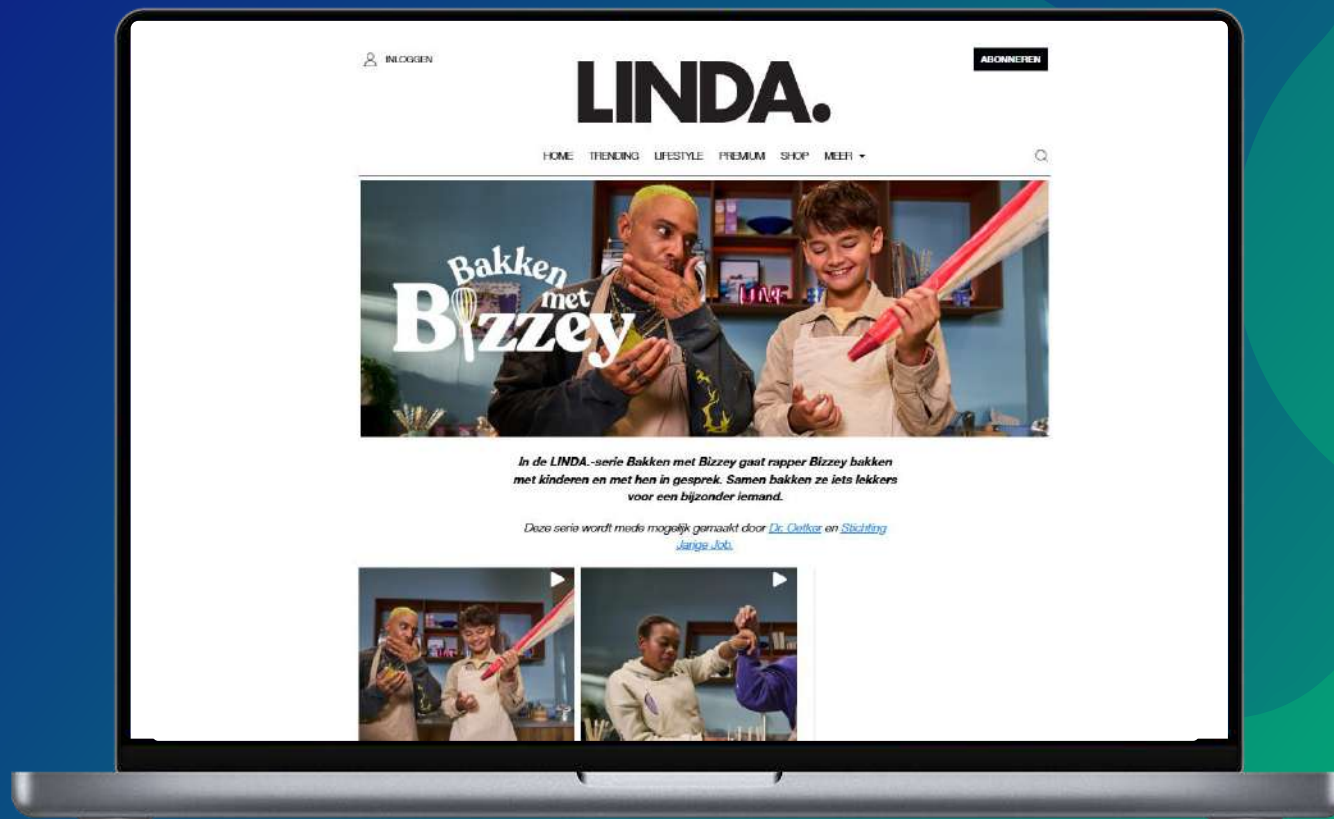 INLOGGEN
LINDA.
ABONNEREN
HOME TRENDING LIFESTYLE PREMIUM SHOP MEER
Bakken
met
Bizzey
LOVE
In de LINDA.-serie Bakken met Bizzey gaat rapper Bizzey bakken
met kinderen en met hen in gesprek. Samen bakken ze iets lekkers
voor een bijzonder iemand.
Deze serie wordt mede mogelijk gemaakt door Dr. Oetker en Stichting
Jarige Job.